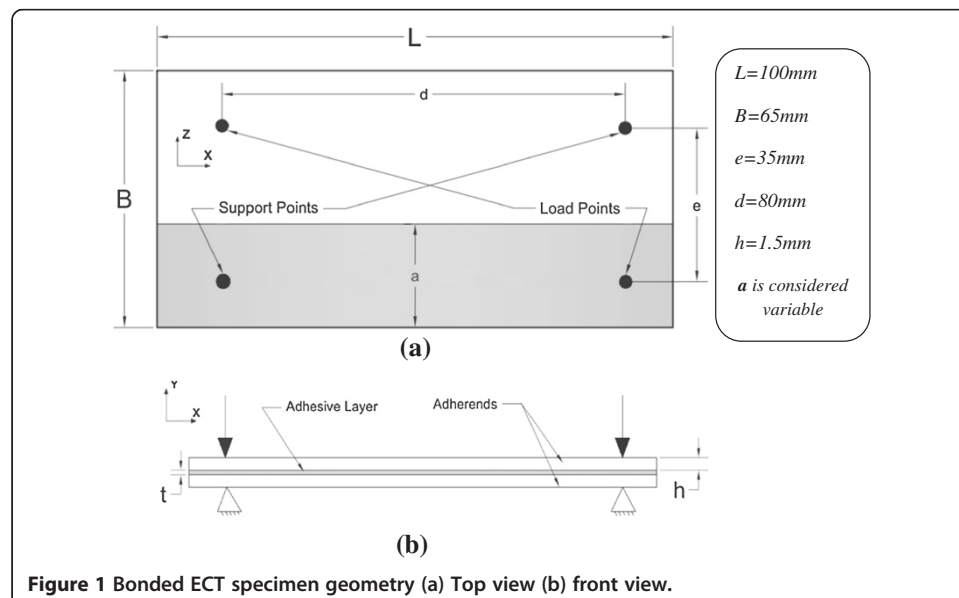 L
d
Z
X
B
Support Points
Load Points
e
a
(a)
L=100mm
B=65mm
e=35mm
d=80mm
h=1.5mm
a is considered
variable
Y
X
Adhesive Layer
Adherends
t
h
(b)
Figure 1 Bonded ECT specimen geometry (a) Top view (b) front view.